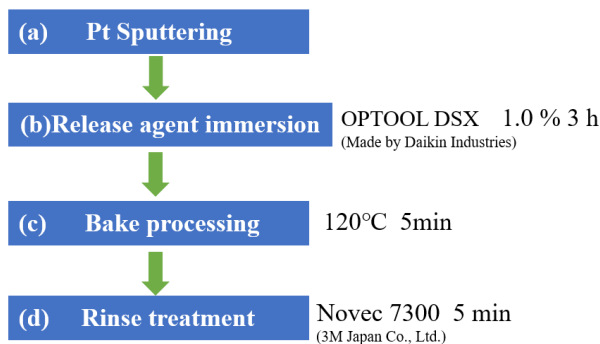 (a) Pt Sputtering
(b)Release agent immersion OPTOOL DSX 1.0 % 3 h
(Made by Daikin Industries)
(c) Bake processing 120℃ 5min
(d) Rinse treatment Novec 7300 5 min
(3M Japan Co., Ltd.)